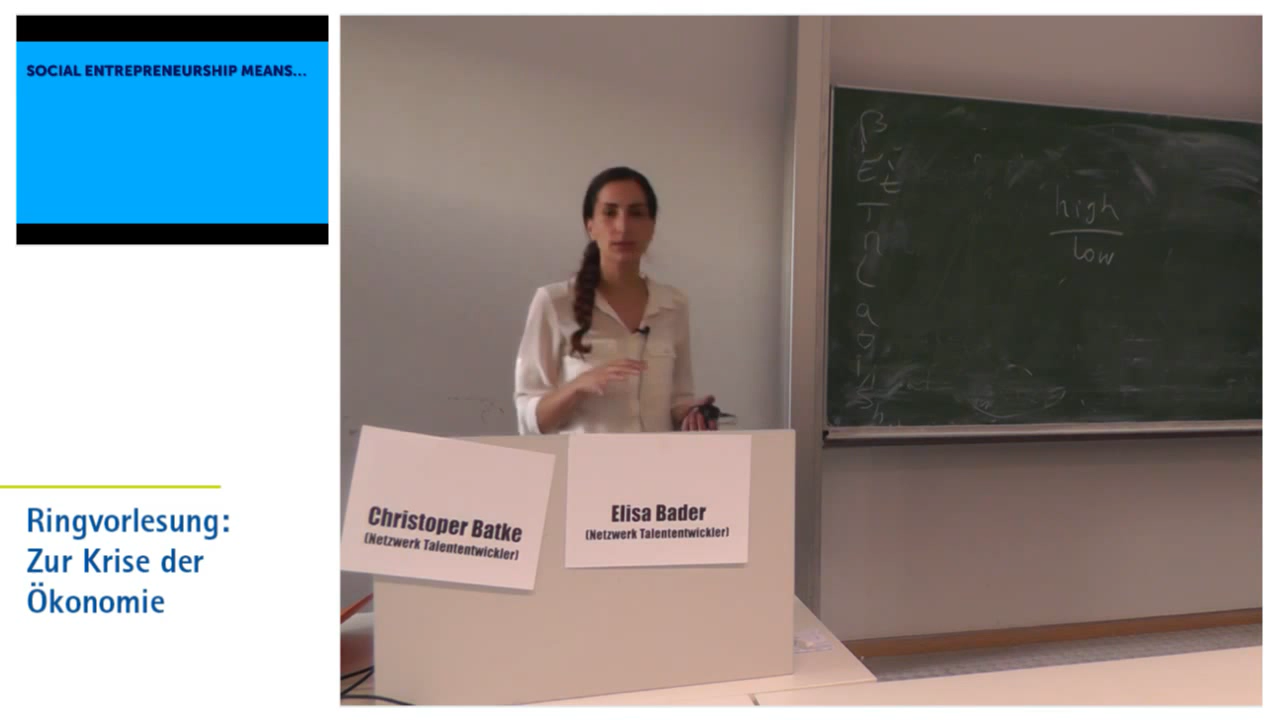 SOCIAL ENTREPRENEURSHIP MEANS...
Ringvorlesung:
Zur Krise der
Ökonomie
Christoper Batke
(Netzwerk Talententwickler)
Elisa Bader
(Netzwerk Talententwickler)
high
low